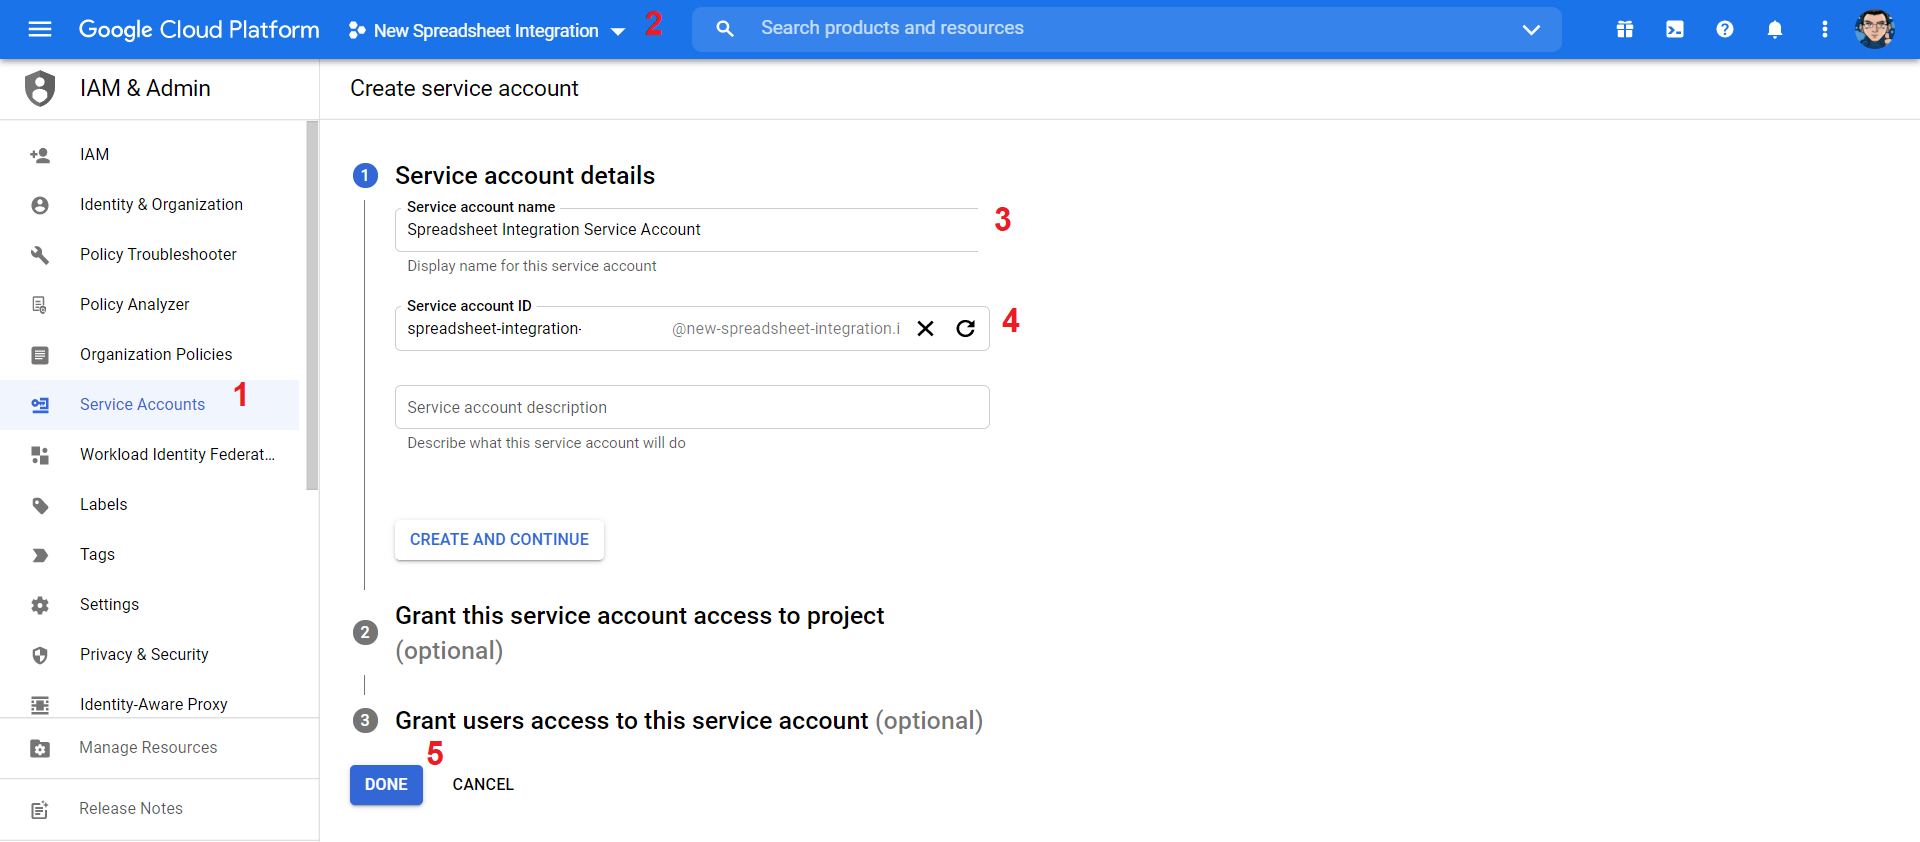 Google Cloud Platform
New Spreadsheet Integration
2
Search products and resources
IAM & Admin
Create service account
IAM
Identity & Organization
Policy Troubleshooter
Policy Analyzer
Organization Policies
Service Accounts
1
Workload Identity Federat...
Labels
Tags
Settings
Privacy & Security
Identity-Aware Proxy
Manage Resources
Release Notes
1
Service account details
Service account name
Spreadsheet Integration Service Account
3
Display name for this service account
Service account ID
spreadsheet-integration-
@new-spreadsheet-integration.i
4
Service account description
Describe what this service account will do
CREATE AND CONTINUE
2
Grant this service account access to project
(optional)
3
Grant users access to this service account (optional)
5
DONE
CANCEL